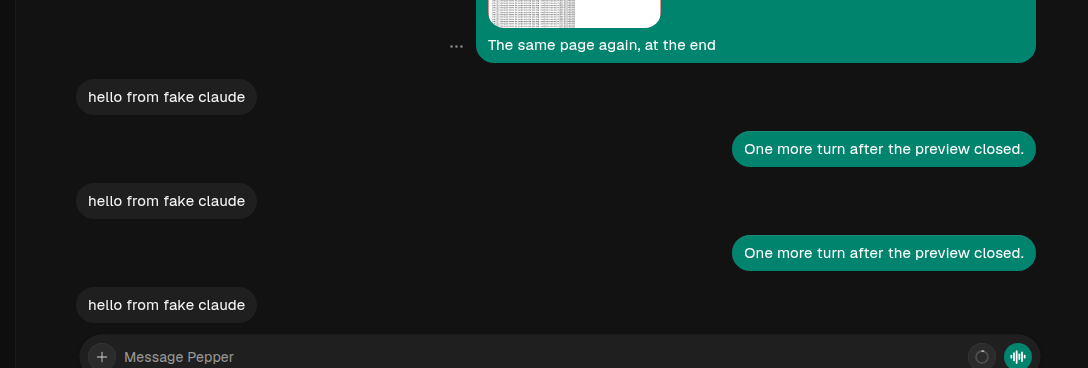 The same page again, at the end
hello from fake claude
One more turn after the preview closed.
hello from fake claude
One more turn after the preview closed.
hello from fake claude
Message Pepper